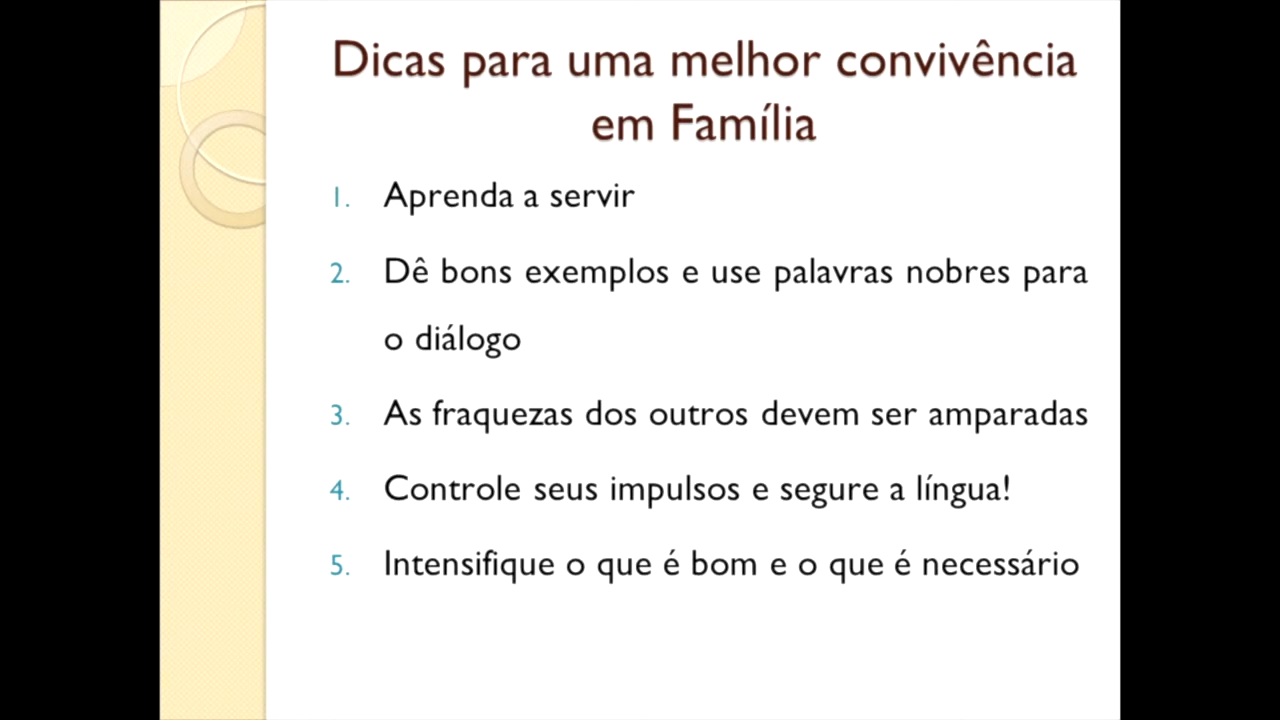 Dicas para uma melhor convivência
em Família
1. Aprenda a servir
2. Dê bons exemplos e use palavras nobres para
o diálogo
3. As fraquezas dos outros devem ser amparadas
4. Controle seus impulsos e segure a língua!
5. Intensifique o que é bom e o que é necessário